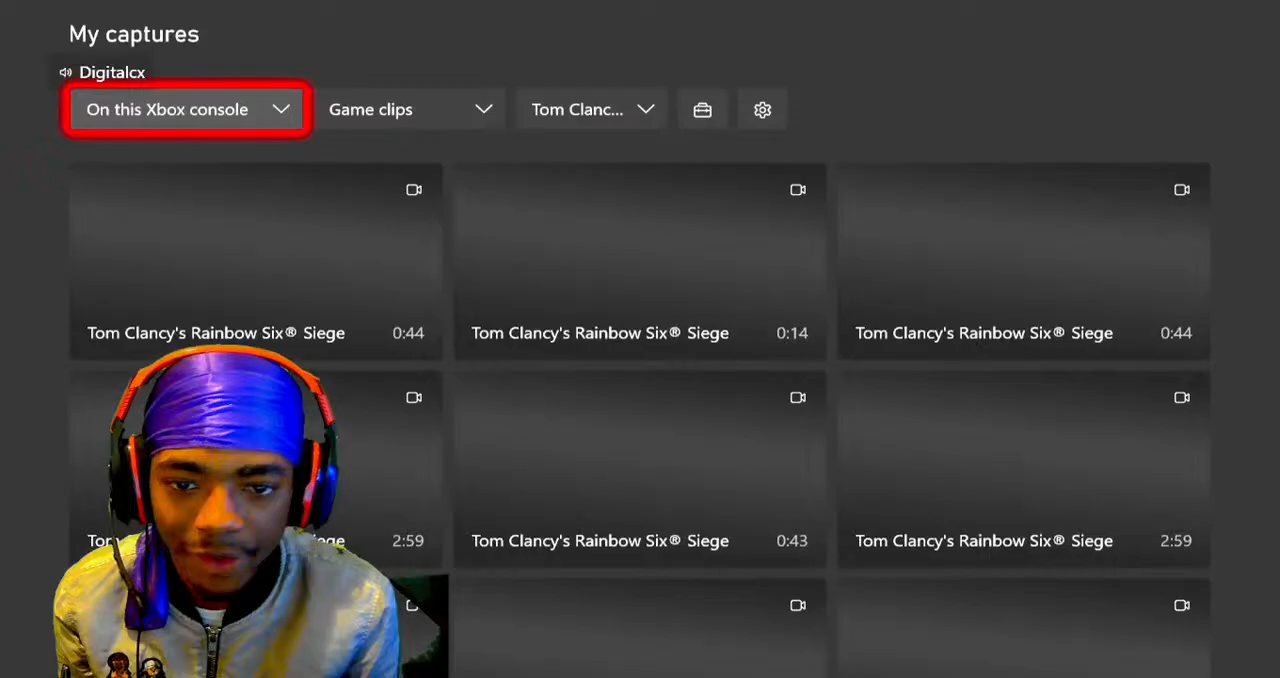 My captures
Digitalcx
On this Xbox console
Game clips
Tom Clanc...
Tom Clancy's Rainbow Six® Siege 0:44
Tom Clancy's Rainbow Six® Siege 0:14
Tom Clancy's Rainbow Six® Siege 0:44
2:59
Tom Clancy's Rainbow Six® Siege 0:43
Tom Clancy's Rainbow Six® Siege 2:59